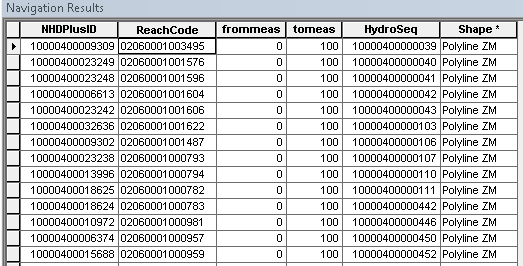 Navigation Results
NHDPlusID ReachCode frommeas tomeas HydroSeq Shape *
10000400009309 02060001003495 0 100 10000400000039 Polyline ZM
10000400023249 02060001001576 0 100 10000400000040 Polyline ZM
10000400023248 02060001001596 0 100 10000400000041 Polyline ZM
10000400006613 02060001001604 0 100 10000400000042 Polyline ZM
10000400023242 02060001001606 0 100 10000400000043 Polyline ZM
10000400032636 02060001001622 0 100 10000400000103 Polyline ZM
10000400009302 02060001001487 0 100 10000400000106 Polyline ZM
10000400023238 02060001000793 0 100 10000400000107 Polyline ZM
10000400013996 02060001000794 0 100 10000400000110 Polyline ZM
10000400018625 02060001000782 0 100 10000400000111 Polyline ZM
10000400018624 02060001000783 0 100 10000400000442 Polyline ZM
10000400010972 02060001000981 0 100 10000400000446 Polyline ZM
10000400006374 02060001000957 0 100 10000400000450 Polyline ZM
10000400015688 02060001000959 0 100 10000400000452 Polyline ZM